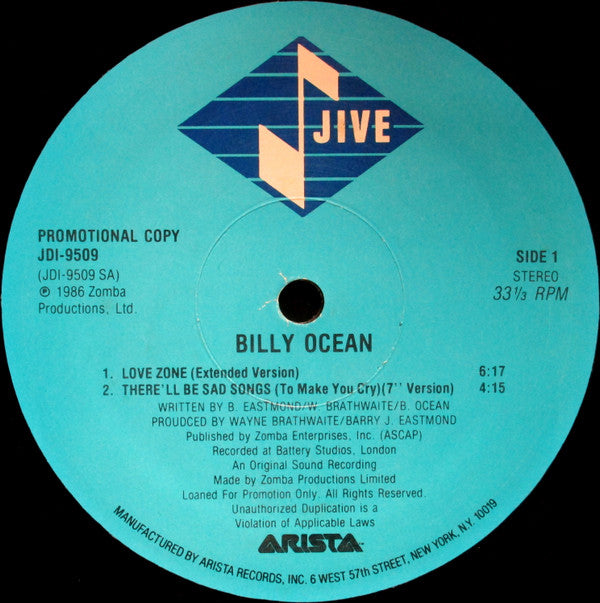 JIVE
PROMOTIONAL COPY
JDI-9509
(JDI-9509 SA)
℗ 1986 Zomba
Productions, Ltd.
SIDE 1
STEREO
33⅓ RPM
BILLY OCEAN
1. LOVE ZONE (Extended Version) 6:17
2. THERE'LL BE SAD SONGS (To Make You Cry)(7'' Version) 4:15
WRITTEN BY B. EASTMOND/W. BRATHWAITE/B. OCEAN
PROUDCED BY WAYNE BRATHWAITE/BARRY J. EASTMOND
Published by Zomba Enterprises, Inc. (ASCAP)
Recorded at Battery Studios, London
An Original Sound Recording
Made by Zomba Productions Limited
Loaned For Promotion Only. All Rights Reserved.
Unauthorized Duplication is a
Violation of Applicable Laws
ARISTA
MANUFACTURED BY ARISTA RECORDS, INC. 6 WEST 57th STREET, NEW YORK, N.Y. 10019